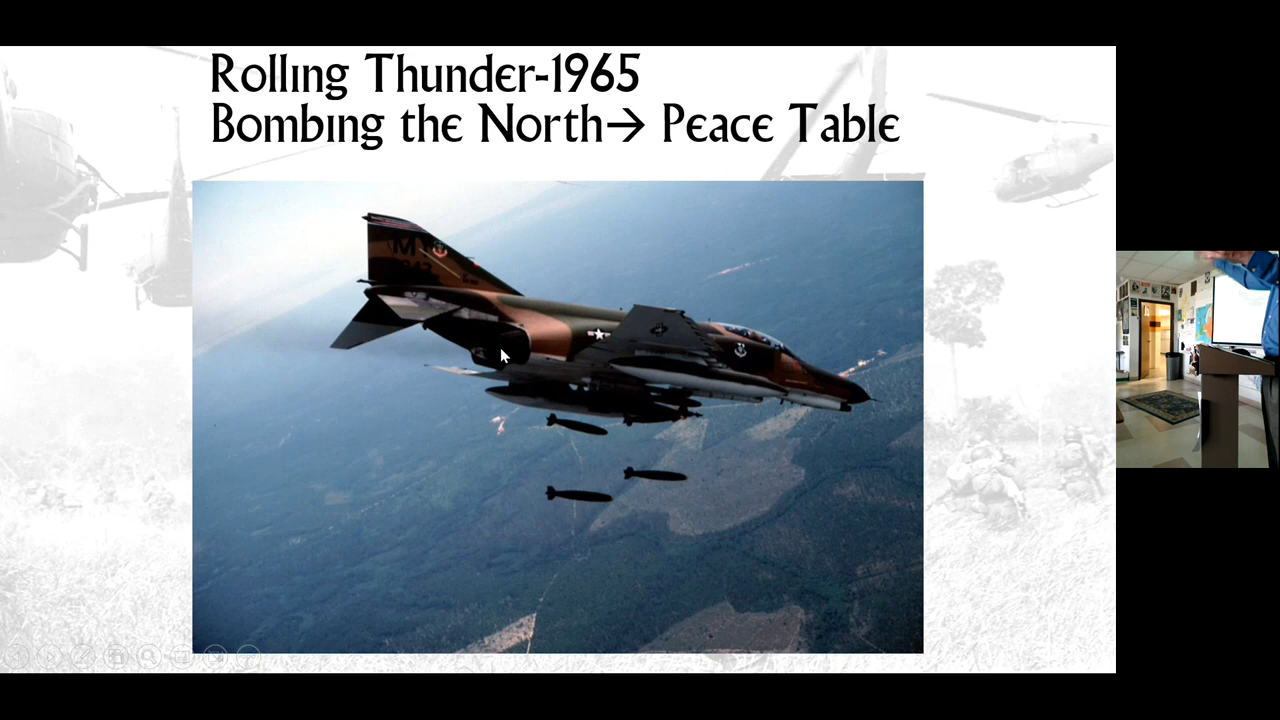 Rolling Thunder-1965
Bombing the North→ Peace Table